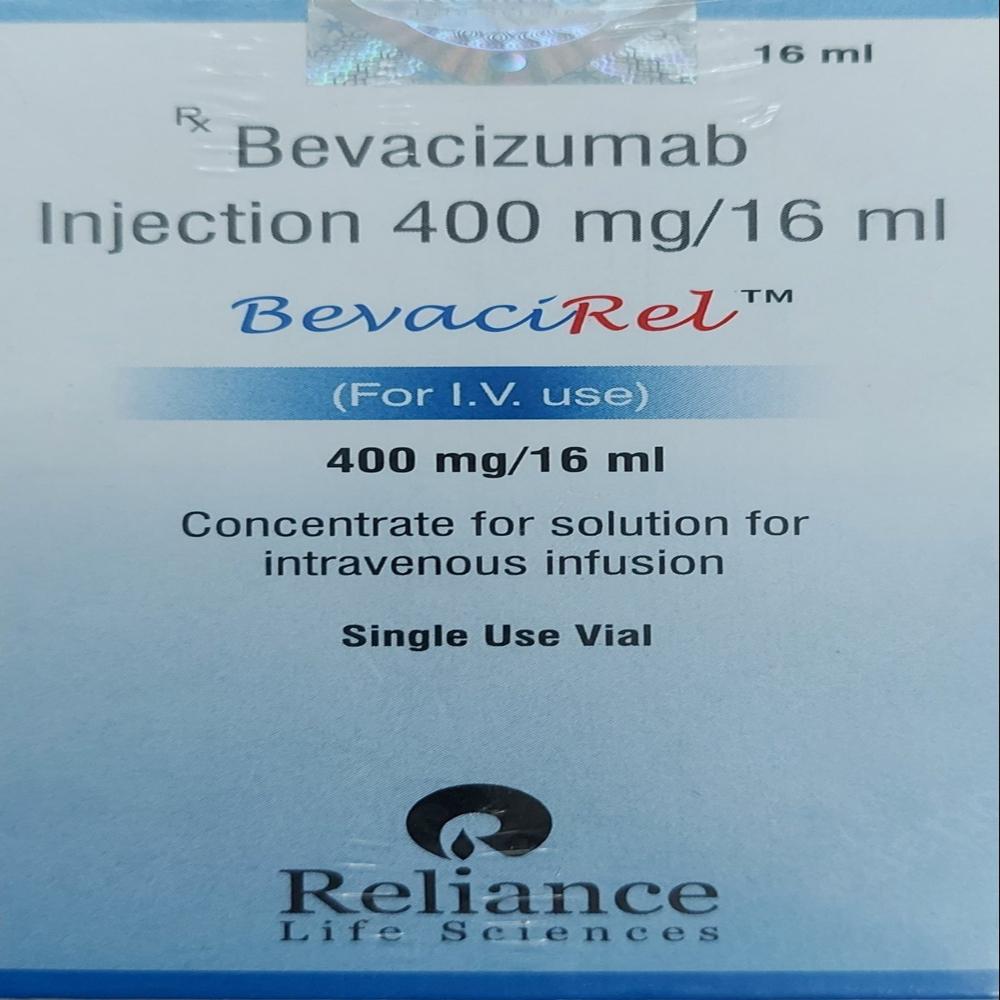 16 ml
Rx Bevacizumab
Injection 400 mg/16 ml
BevaciRel™
(For I.V. use)
400 mg/16 ml
Concentrate for solution for
intravenous infusion
Single Use Vial
Reliance
Life Sciences